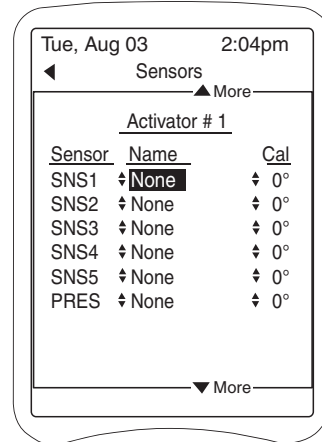 Tue, Aug 03 2:04pm
Sensors
More
Activator # 1
Sensor Name Cal
SNS1 None 0°
SNS2 None 0°
SNS3 None 0°
SNS4 None 0°
SNS5 None 0°
PRES None 0°
More